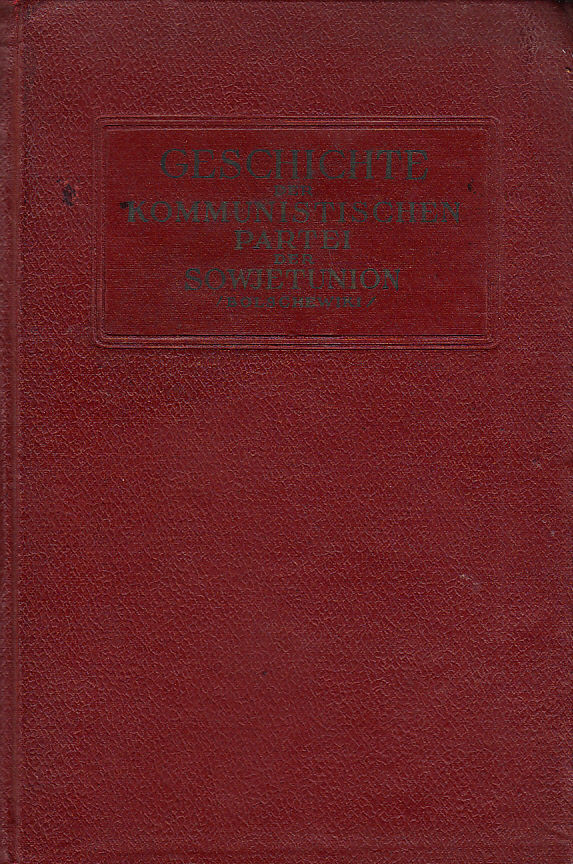 GESCHICHTE
DER
KOMMUNISTISCHEN
PARTEI
DER
SOWJETUNION
/BOLSCHEWIKI/